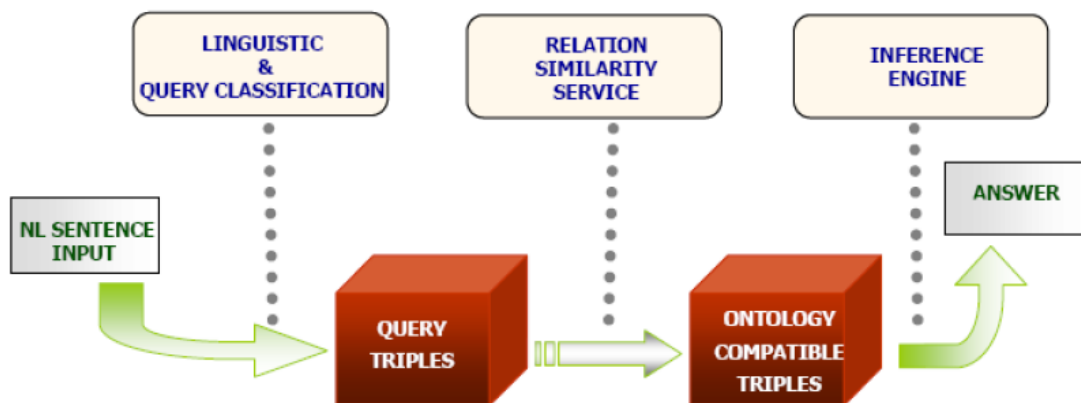 LINGUISTIC
&
QUERY CLASSIFICATION
RELATION
SIMILARITY
SERVICE
INFERENCE
ENGINE
NL SENTENCE
INPUT
QUERY
TRIPLES
ONTOLOGY
COMPATIBLE
TRIPLES
ANSWER